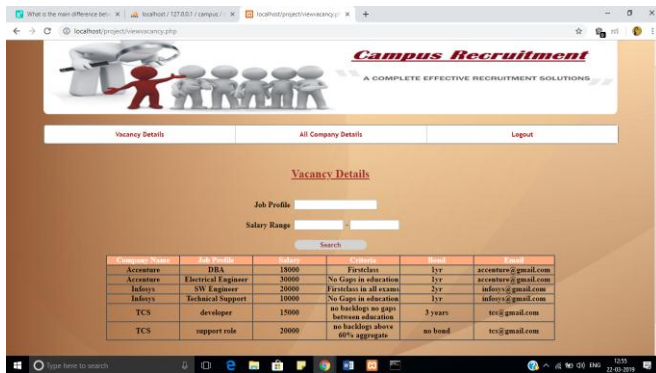 What is the main difference bet
localhost / 127.0.0.1 / campus /
localhost/project/viewvacancy.p
localhost/project/viewvacancy.php
Campus Recruitment
A COMPLETE EFFECTIVE RECRUITMENT SOLUTIONS
Vacancy Details All Company Details Logout
Vacancy Details
Job Profile
Salary Range -
Search
Company Name Job Profile Salary Criteria Bond Email
Accenture DBA 18000 Firstclass 1yr accenture@gmail.com
Accenture Electrical Engineer 30000 No Gaps in education 1yr accenture@gmail.com
Infosys SW Engineer 20000 Firstclass in all exams 2yr infosys@gmail.com
Infosys Technical Support 10000 No Gaps in education 1yr infosys@gmail.com
TCS developer 15000 no backlogs no gaps between education 3 years tcs@gmail.com
TCS support role 20000 no backlogs above 60% aggregate no bond tcs@gmail.com
Type here to search
ENG
12:55
22-03-2019